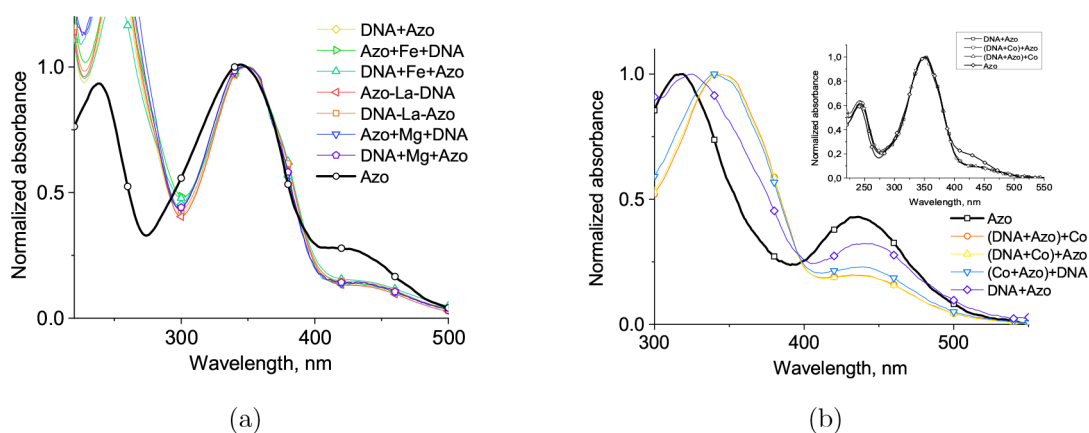 Normalized absorbance
1.0
0.5
0.0
300
400
500
Wavelength, nm
DNA+Azo
Azo+Fe+DNA
DNA+Fe+Azo
Azo-La-DNA
DNA-La-Azo
Azo+Mg+DNA
DNA+Mg+Azo
Azo
(a)
Normalized absorbance
1.0
0.5
0.0
300
400
500
Wavelength, nm
Azo
(DNA+Azo)+Co
(DNA+Co)+Azo
(Co+Azo)+DNA
DNA+Azo
DNA+Azo
(DNA+Co)+Azo
(DNA+Azo)+Co
Azo
Normalized absorbance
1,0
0,8
0,6
0,4
0,2
0,0
250
300
350
400
450
500
550
Wavelength, nm
(b)